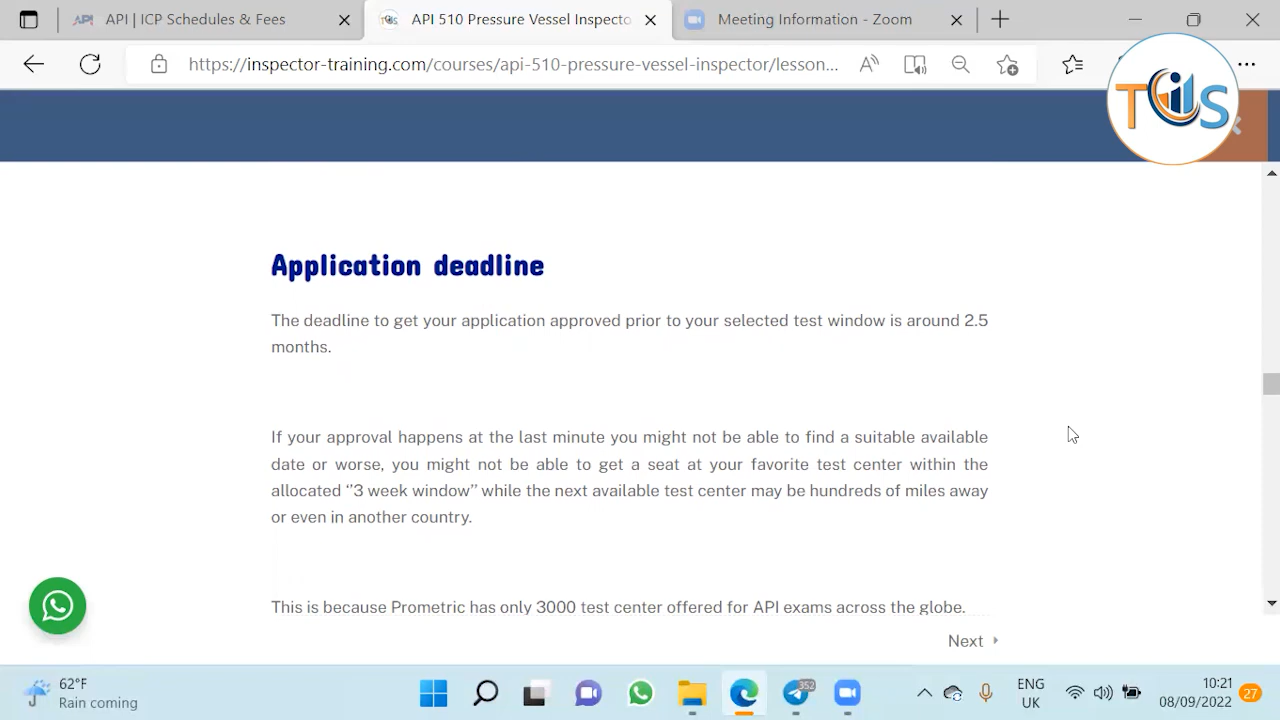 API | ICP Schedules & Fees
API 510 Pressure Vessel Inspecto
Meeting Information - Zoom
https://inspector-training.com/courses/api-510-pressure-vessel-inspector/lesson...
TIS
Application deadline
The deadline to get your application approved prior to your selected test window is around 2.5
months.
If your approval happens at the last minute you might not be able to find a suitable available
date or worse, you might not be able to get a seat at your favorite test center within the
allocated ‘’3 week window’’ while the next available test center may be hundreds of miles away
or even in another country.
This is because Prometric has only 3000 test center offered for API exams across the globe.
Next
62°F
Rain coming
352
ENG
UK
10:21
08/09/2022
27